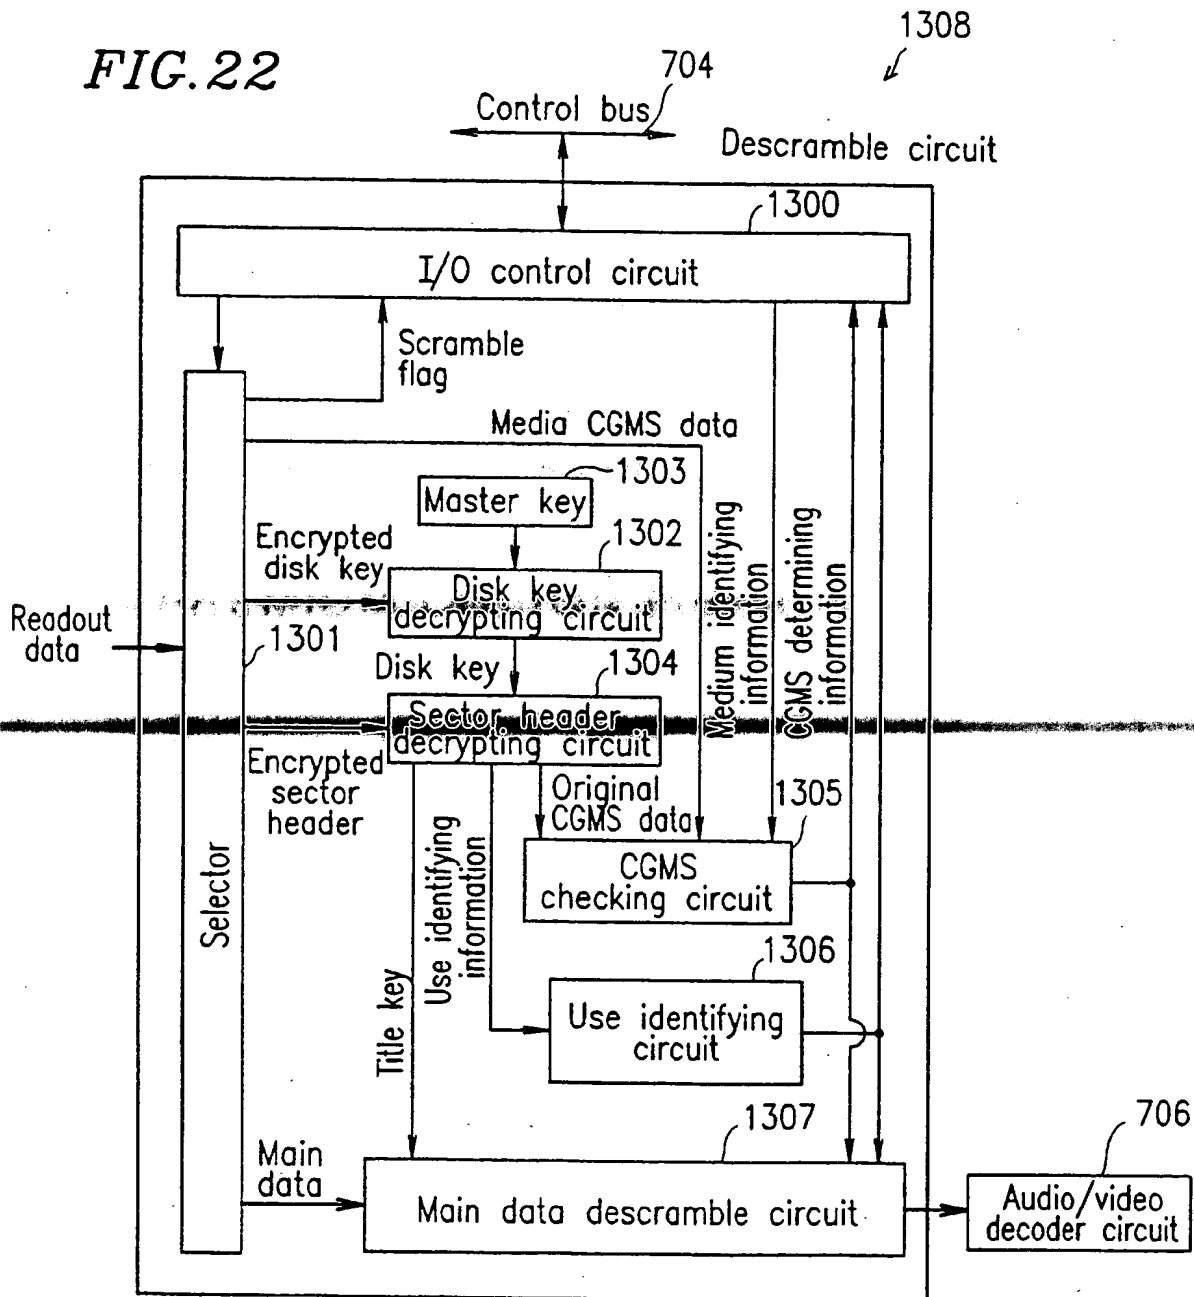 FIG.22
1308
704
Control bus
Descramble circuit
1300
I/O control circuit
Scramble
flag
Media CGMS data
1303
Master key
Encrypted
disk key
1302
Disk key
decrypting circuit
Readout
data
1301
Disk key
1304
Sector header
decrypting circuit
Encrypted
sector
header
Medium identifying
information
CGMS determining
information
Original
CGMS data
1305
CGMS
checking circuit
Selector
Use identifying
information
Title key
1306
Use identifying
circuit
1307
Main
data
Main data descramble circuit
706
Audio/video
decoder circuit